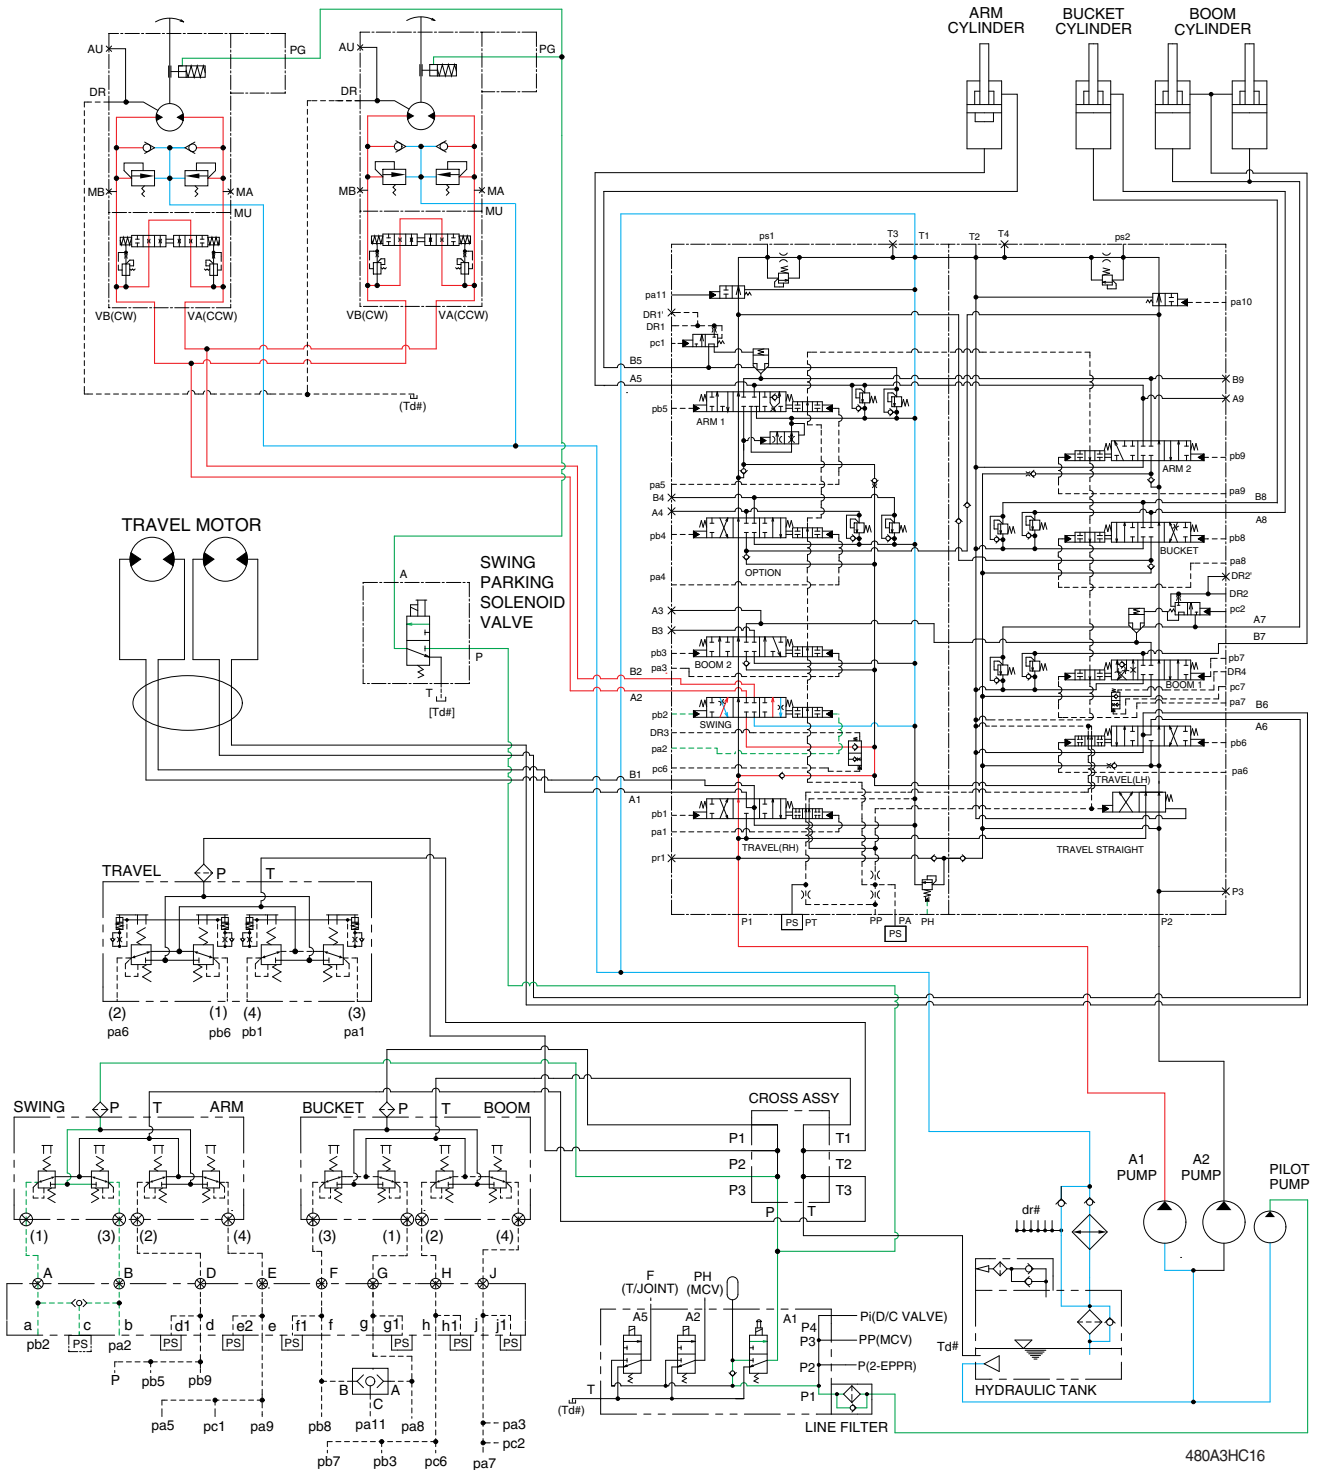 ARM
CYLINDER
BUCKET
CYLINDER
BOOM
CYLINDER
AU
PG
DR
MB
MA
MU
VB(CW)
VA(CCW)
AU
PG
DR
MB
MA
MU
VB(CW)
VA(CCW)
(Td#)
ps1
T3
T1
T2
T4
ps2
pa11
DR1'
DR1
pc1
B5
A5
pb5
ARM 1
pa5
B4
A4
pb4
OPTION
pa4
A3
B3
pb3
pa3
BOOM 2
B2
A2
pb2
SWING
DR3
pa2
pc6
B1
A1
pb1
pa1
TRAVEL(RH)
pr1
P1
PS
PT
PP
PA
PS
PH
P2
pa10
B9
A9
pb9
ARM 2
pa9
B8
A8
pb8
BUCKET
pa8
DR2'
DR2
pc2
A7
B7
pb7
DR4
pc7
pa7
BOOM 1
B6
A6
pb6
pa6
TRAVEL(LH)
TRAVEL STRAIGHT
P3
TRAVEL MOTOR
A
SWING
PARKING
SOLENOID
VALVE
P
T
[Td#]
TRAVEL
P
T
(2)
(1)
(4)
(3)
pa6
pb6
pb1
pa1
SWING
P
T
ARM
BUCKET
P
T
BOOM
(1)
(3)
(2)
(4)
(3)
(1)
(2)
(4)
A
B
D
E
F
G
H
J
a
c
b
d1
d
e2
e
f1
f
g
g1
h
h1
j
j1
pb2
PS
pa2
PS
PS
PS
PS
PS
PS
P
pb5
pb9
pa5
pc1
pa9
B
A
C
pb8
pa11
pa8
pb7
pb3
pc6
pa3
pc2
pa7
CROSS ASSY
P1
T1
P2
T2
P3
T3
P
T
F
(T/JOINT)
PH
(MCV)
A5
A2
A1
T
(Td#)
P4
P3
P2
P1
Pi(D/C VALVE)
PP(MCV)
P(2-EPPR)
LINE FILTER
A1
PUMP
A2
PUMP
PILOT
PUMP
dr#
Td#
HYDRAULIC TANK
480A3HC16